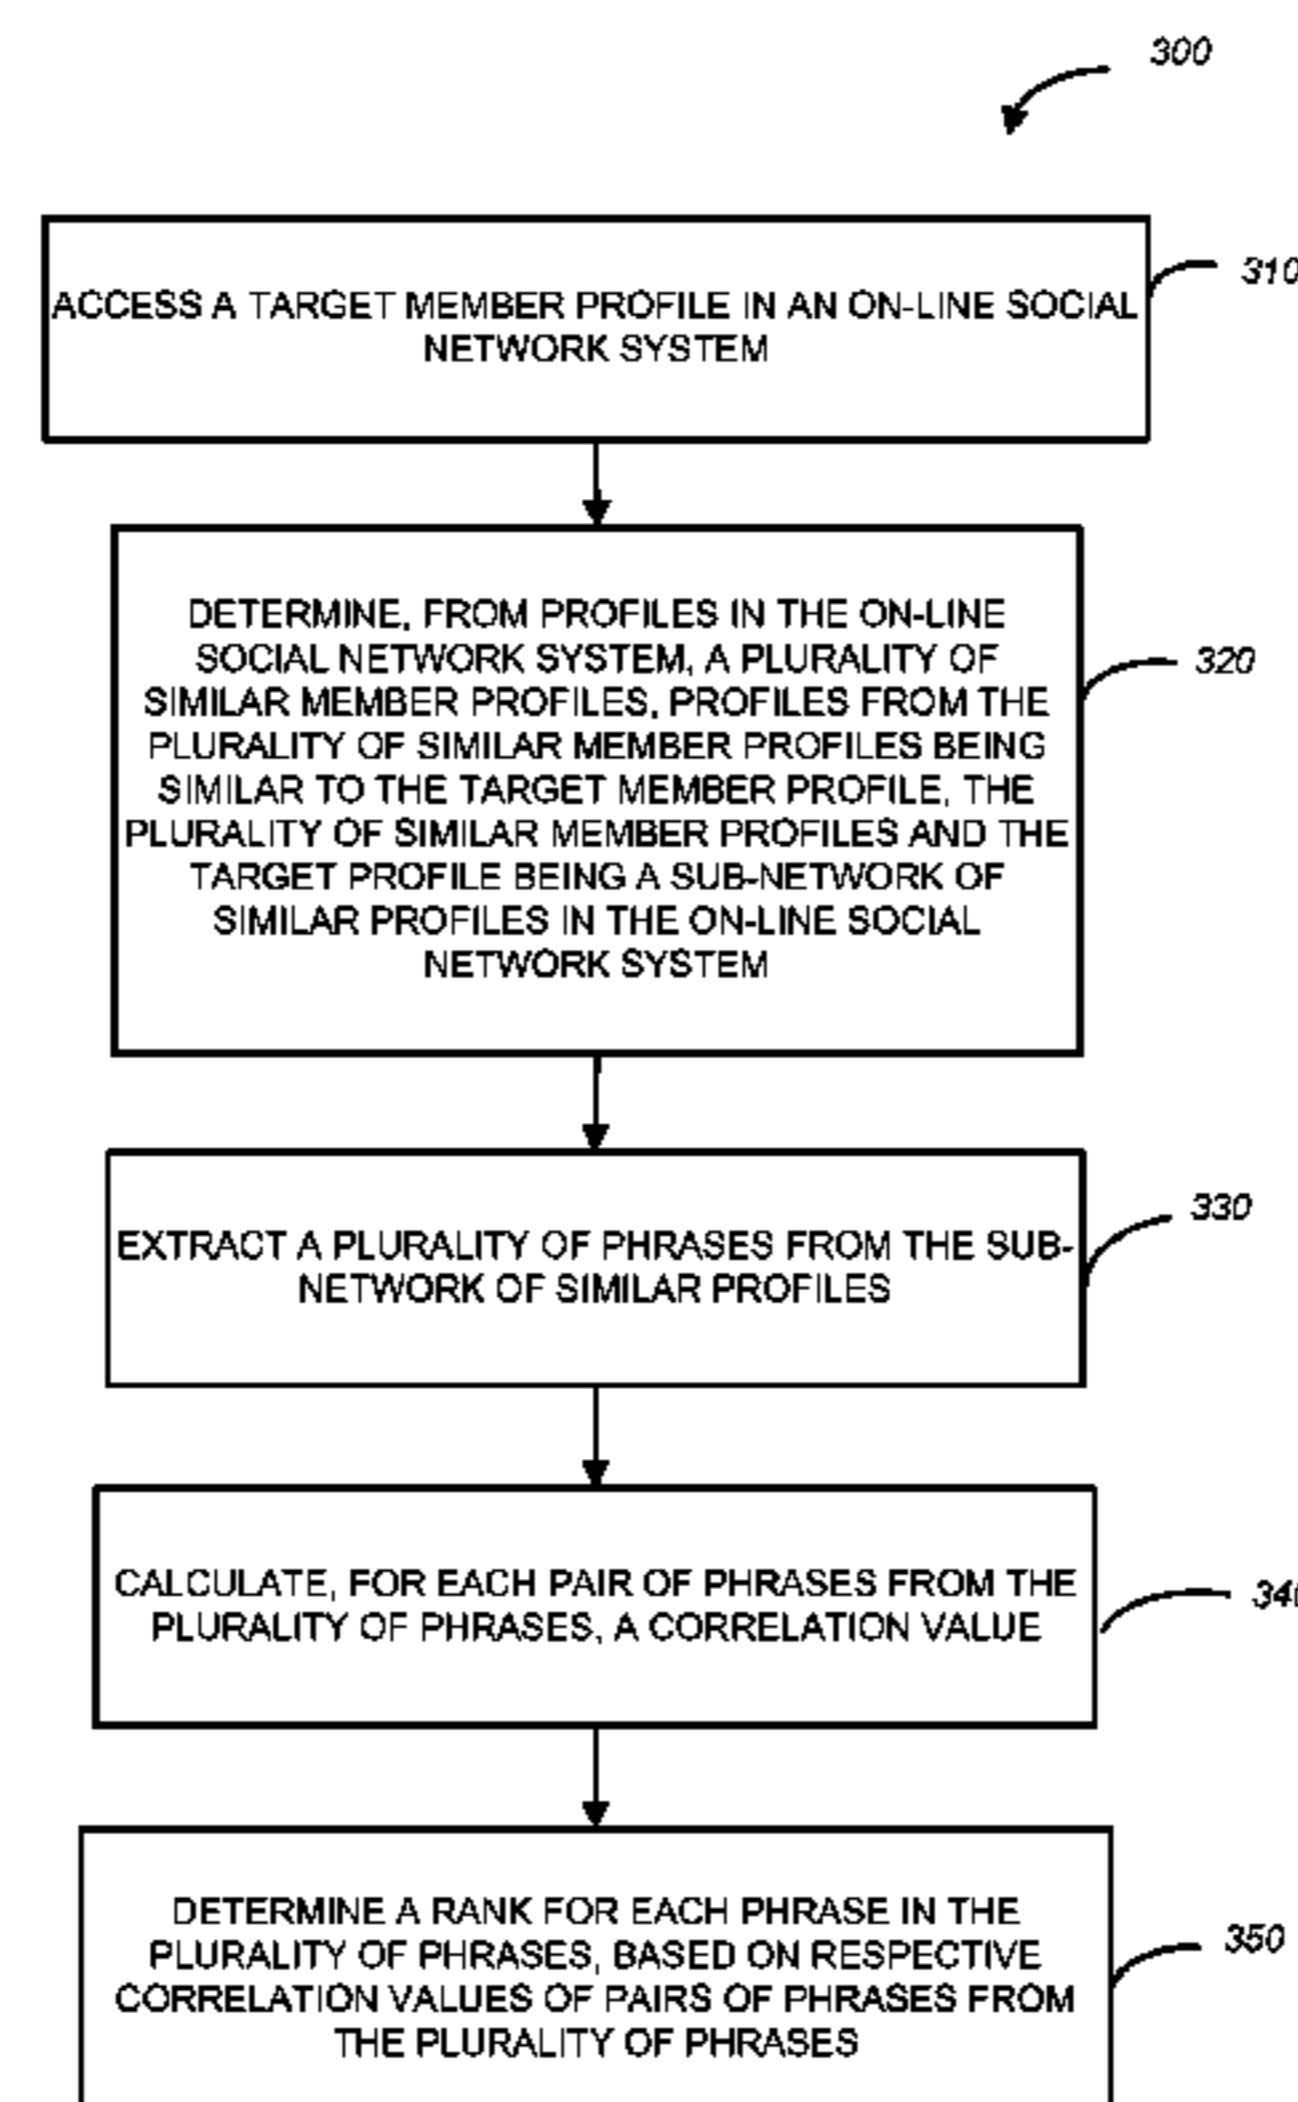 300
ACCESS A TARGET MEMBER PROFILE IN AN ON-LINE SOCIAL
NETWORK SYSTEM
310
DETERMINE, FROM PROFILES IN THE ON-LINE
SOCIAL NETWORK SYSTEM, A PLURALITY OF
SIMILAR MEMBER PROFILES, PROFILES FROM THE
PLURALITY OF SIMILAR MEMBER PROFILES BEING
SIMILAR TO THE TARGET MEMBER PROFILE, THE
PLURALITY OF SIMILAR MEMBER PROFILES AND THE
TARGET PROFILE BEING A SUB-NETWORK OF
SIMILAR PROFILES IN THE ON-LINE SOCIAL
NETWORK SYSTEM
320
EXTRACT A PLURALITY OF PHRASES FROM THE SUB-
NETWORK OF SIMILAR PROFILES
330
CALCULATE, FOR EACH PAIR OF PHRASES FROM THE
PLURALITY OF PHRASES, A CORRELATION VALUE
340
DETERMINE A RANK FOR EACH PHRASE IN THE
PLURALITY OF PHRASES, BASED ON RESPECTIVE
CORRELATION VALUES OF PAIRS OF PHRASES FROM
THE PLURALITY OF PHRASES
350